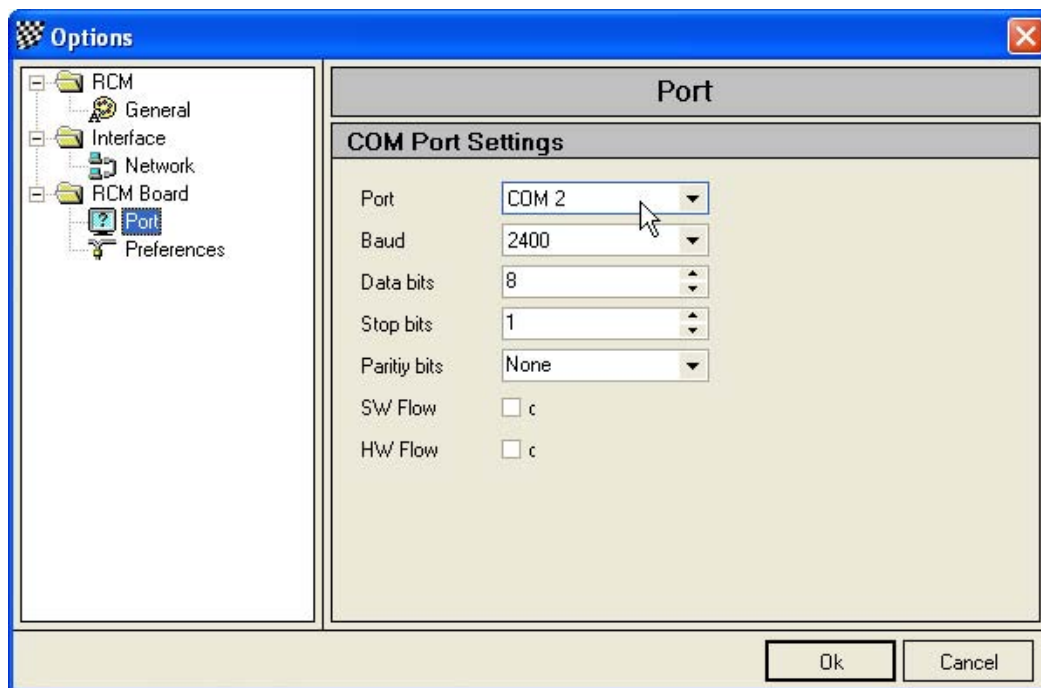 Options
RCM
General
Interface
Network
RCM Board
Port
Preferences
Port
COM Port Settings
Port COM 2
Baud 2400
Data bits 8
Stop bits 1
Paritiy bits None
SW Flow c
HW Flow c
Ok Cancel